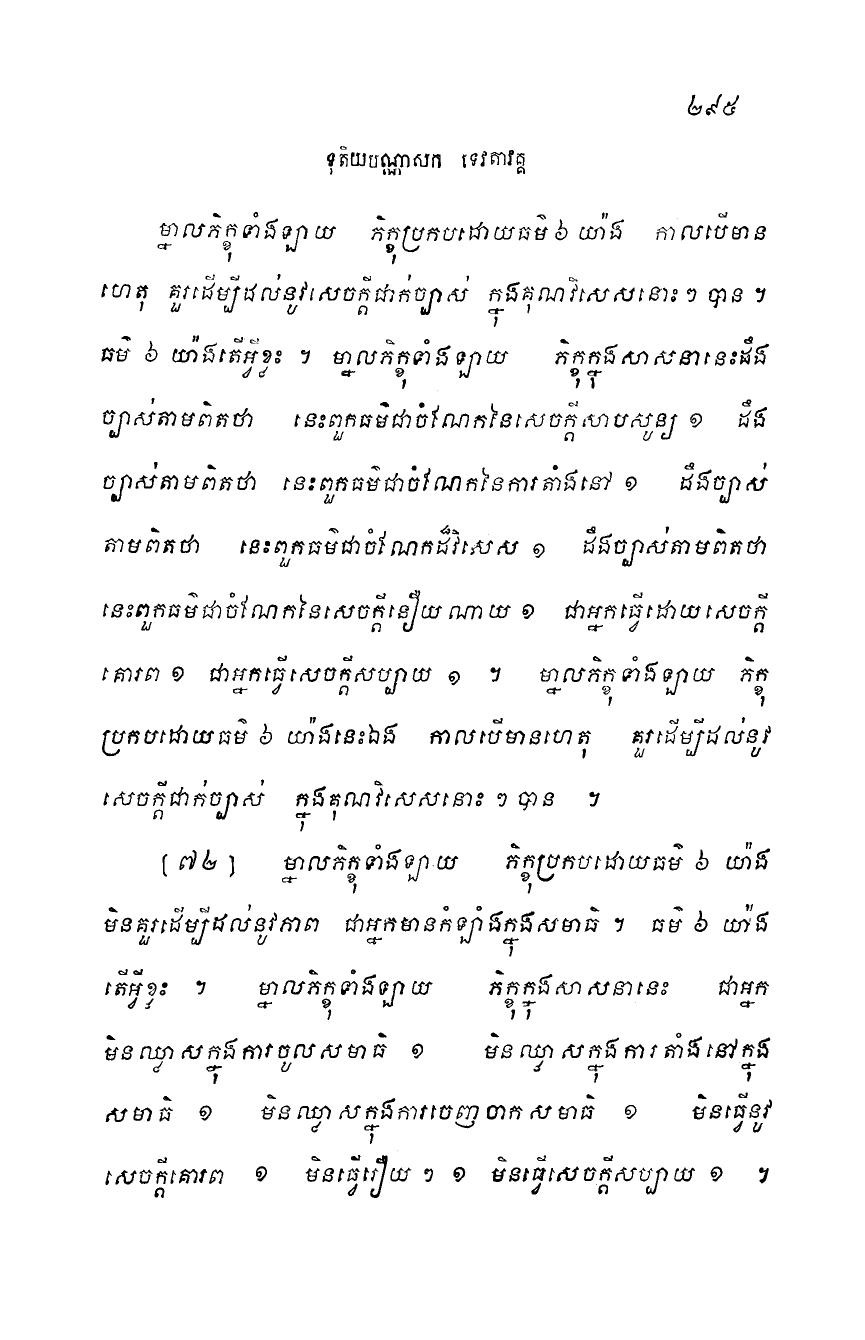 ២៩៥
ទុតិយបណ្ណាសក ទេវតាវគ្គ
ម្នាលភិក្ខុទាំងឡាយ ភិក្ខុប្រកបដោយធម៌ ៦ យ៉ាង កាលបើមាន
ហេតុ គួរដើម្បីដល់នូវសេចក្តីជាក់ច្បាស់ ក្នុងគុណវិសេសនោះ ៗ បាន ។
ធម៌ ៦ យ៉ាងតើអ្វីខ្លះ ។ ម្នាលភិក្ខុទាំងឡាយ ភិក្ខុក្នុងសាសនានេះដឹង
ច្បាស់តាមពិតថា នេះពួកធម៌ជាចំណែកនៃសេចក្តីសាបសូន្យ ១ ដឹង
ច្បាស់តាមពិតថា នេះពួកធម៌ជាចំណែកនៃការតាំងនៅ ១ ដឹងច្បាស់
តាមពិតថា នេះពួកធម៌ជាចំណែកដ៏វិសេស ១ ដឹងច្បាស់តាមពិតថា
នេះពួកធម៌ជាចំណែកនៃសេចក្តីនឿយណាយ ១ ជាអ្នកធ្វើដោយសេចក្តី
គោរព ១ ជាអ្នកធ្វើសេចក្តីសប្បាយ ១ ។ ម្នាលភិក្ខុទាំងឡាយ ភិក្ខុ
ប្រកបដោយធម៌ ៦ យ៉ាងនេះឯង កាលបើមានហេតុ គួរដើម្បីដល់នូវ
សេចក្តីជាក់ច្បាស់ ក្នុងគុណវិសេសនោះ ៗ បាន ។
[ ៧២ ] ម្នាលភិក្ខុទាំងឡាយ ភិក្ខុប្រកបដោយធម៌ ៦ យ៉ាង
មិនគួរដើម្បីដល់នូវភាព ជាអ្នកមានកំឡាំងក្នុងសមាធិ ។ ធម៌ ៦ យ៉ាង
តើអ្វីខ្លះ ។ ម្នាលភិក្ខុទាំងឡាយ ភិក្ខុក្នុងសាសនានេះ ជាអ្នក
មិនឈ្លាសក្នុងការចូលសមាធិ ១ មិនឈ្លាសក្នុងការតាំងនៅក្នុង
សមាធិ ១ មិនឈ្លាសក្នុងការចេញចាកសមាធិ ១ មិនធ្វើនូវ
សេចក្តីគោរព ១ មិនធ្វើរឿយ ៗ ១ មិនធ្វើសេចក្តីសប្បាយ ១ ។